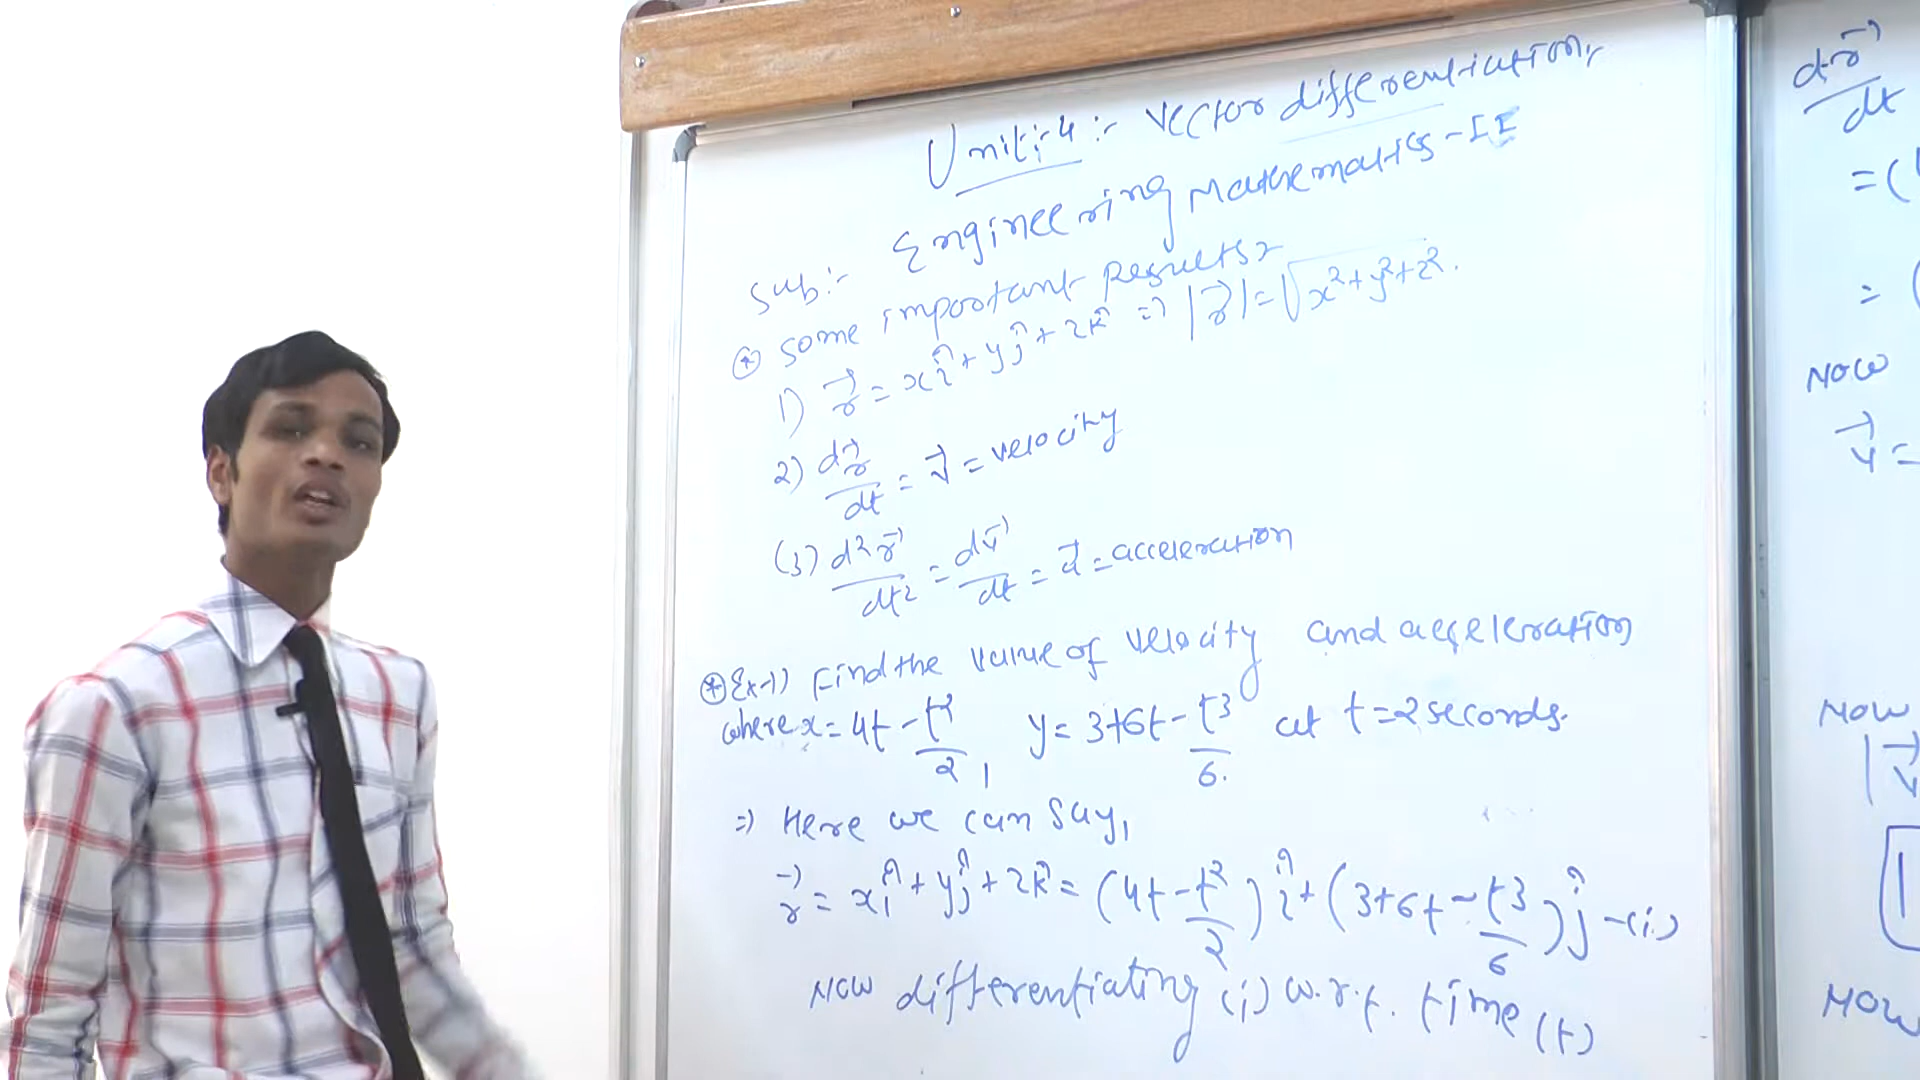 Unit:-4 :- Vector differentiation,
Sub:- Engineering Mathematics-II
* Some important Results,
1) r⃗ = xî + yĵ + zk̂ => |r⃗| = √x²+y²+z².
2) dr⃗/dt = v⃗ = velocity
(3) d²r⃗/dt² = dv⃗/dt = a⃗ = acceleration
* Ex-1) Find the value of velocity and acceleration
where x = 4t - t²/2, y = 3+6t - t³/6. at t = 2 seconds.
=> Here we can say,
r⃗ = xî + yĵ + zk̂ = (4t - t²/2) î + (3+6t - t³/6) ĵ -(i)
Now differentiating (i) w.r.t. time (t)
dr⃗/dt
= (
= (
Now
v⃗ =
Now
|v⃗
Now